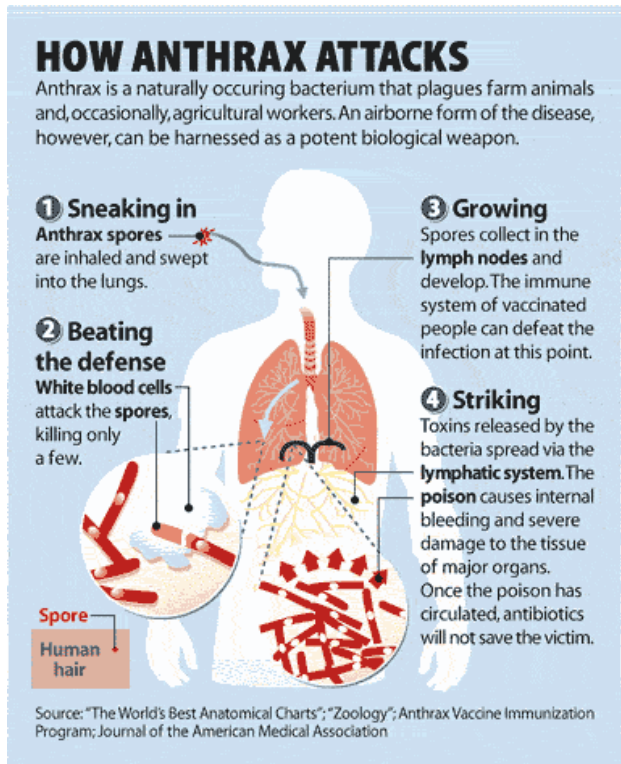 HOW ANTHRAX ATTACKS
Anthrax is a naturally occuring bacterium that plagues farm animals
and, occasionally, agricultural workers. An airborne form of the disease,
however, can be harnessed as a potent biological weapon.
1 Sneaking in
Anthrax spores
are inhaled and swept
into the lungs.
2 Beating
the defense
White blood cells
attack the spores,
killing only
a few.
3 Growing
Spores collect in the
lymph nodes and
develop. The immune
system of vaccinated
people can defeat the
infection at this point.
4 Striking
Toxins released by the
bacteria spread via the
lymphatic system. The
poison causes internal
bleeding and severe
damage to the tissue
of major organs.
Once the poison has
circulated, antibiotics
will not save the victim.
Spore
Human
hair
Source: "The World's Best Anatomical Charts"; "Zoology"; Anthrax Vaccine Immunization
Program; Journal of the American Medical Association